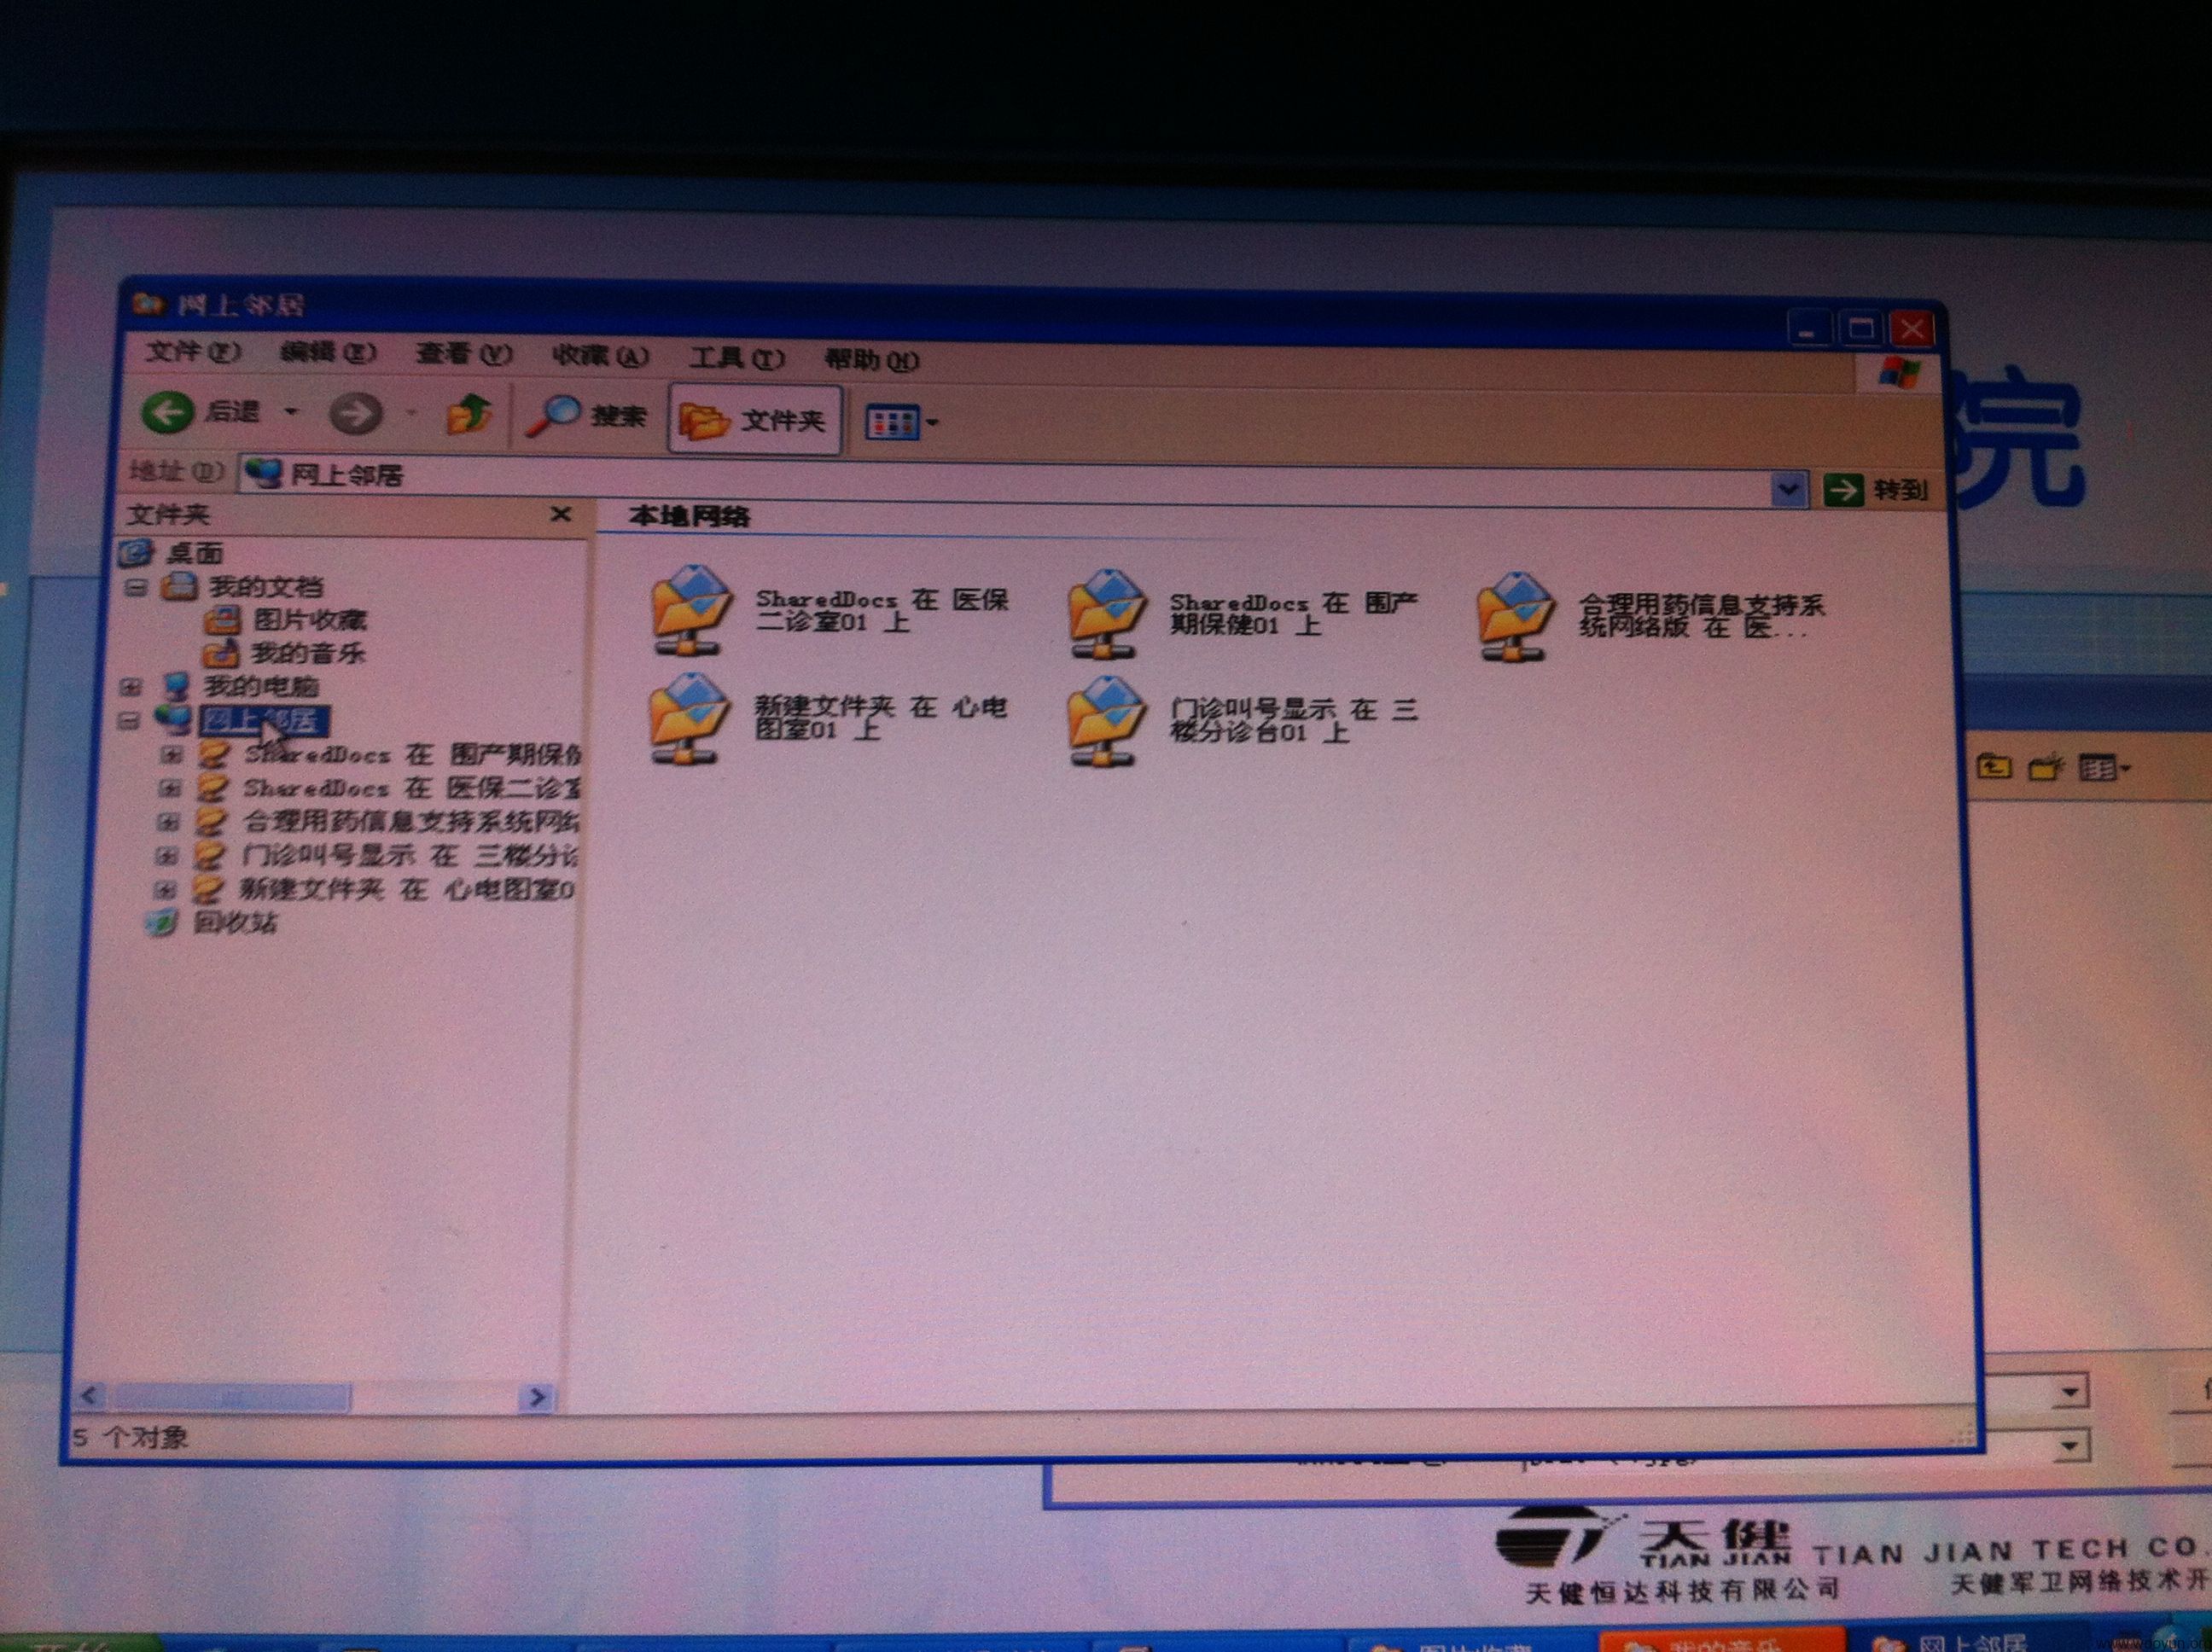 网上邻居
文件(F) 编辑(E) 查看(V) 收藏(A) 工具(T) 帮助(H)
后退 搜索 文件夹
地址(D) 网上邻居 转到
院
文件夹
桌面
我的文档
图片收藏
我的音乐
我的电脑
网上邻居
SharedDocs 在 围产期保健
SharedDocs 在 医保二诊室
合理用药信息支持系统网络
门诊叫号显示 在 三楼分诊
新建文件夹 在 心电图室0
回收站
本地网络
SharedDocs 在 医保
二诊室01 上
SharedDocs 在 围产
期保健01 上
合理用药信息支持系
统网络版 在 医...
新建文件夹 在 心电
图室01 上
门诊叫号显示 在 三
楼分诊台01 上
5 个对象
天健
TIAN JIAN TIAN JIAN TECH CO.
天健恒达科技有限公司 天健军卫网络技术开
开始 图片收藏 我的音乐 网上邻居